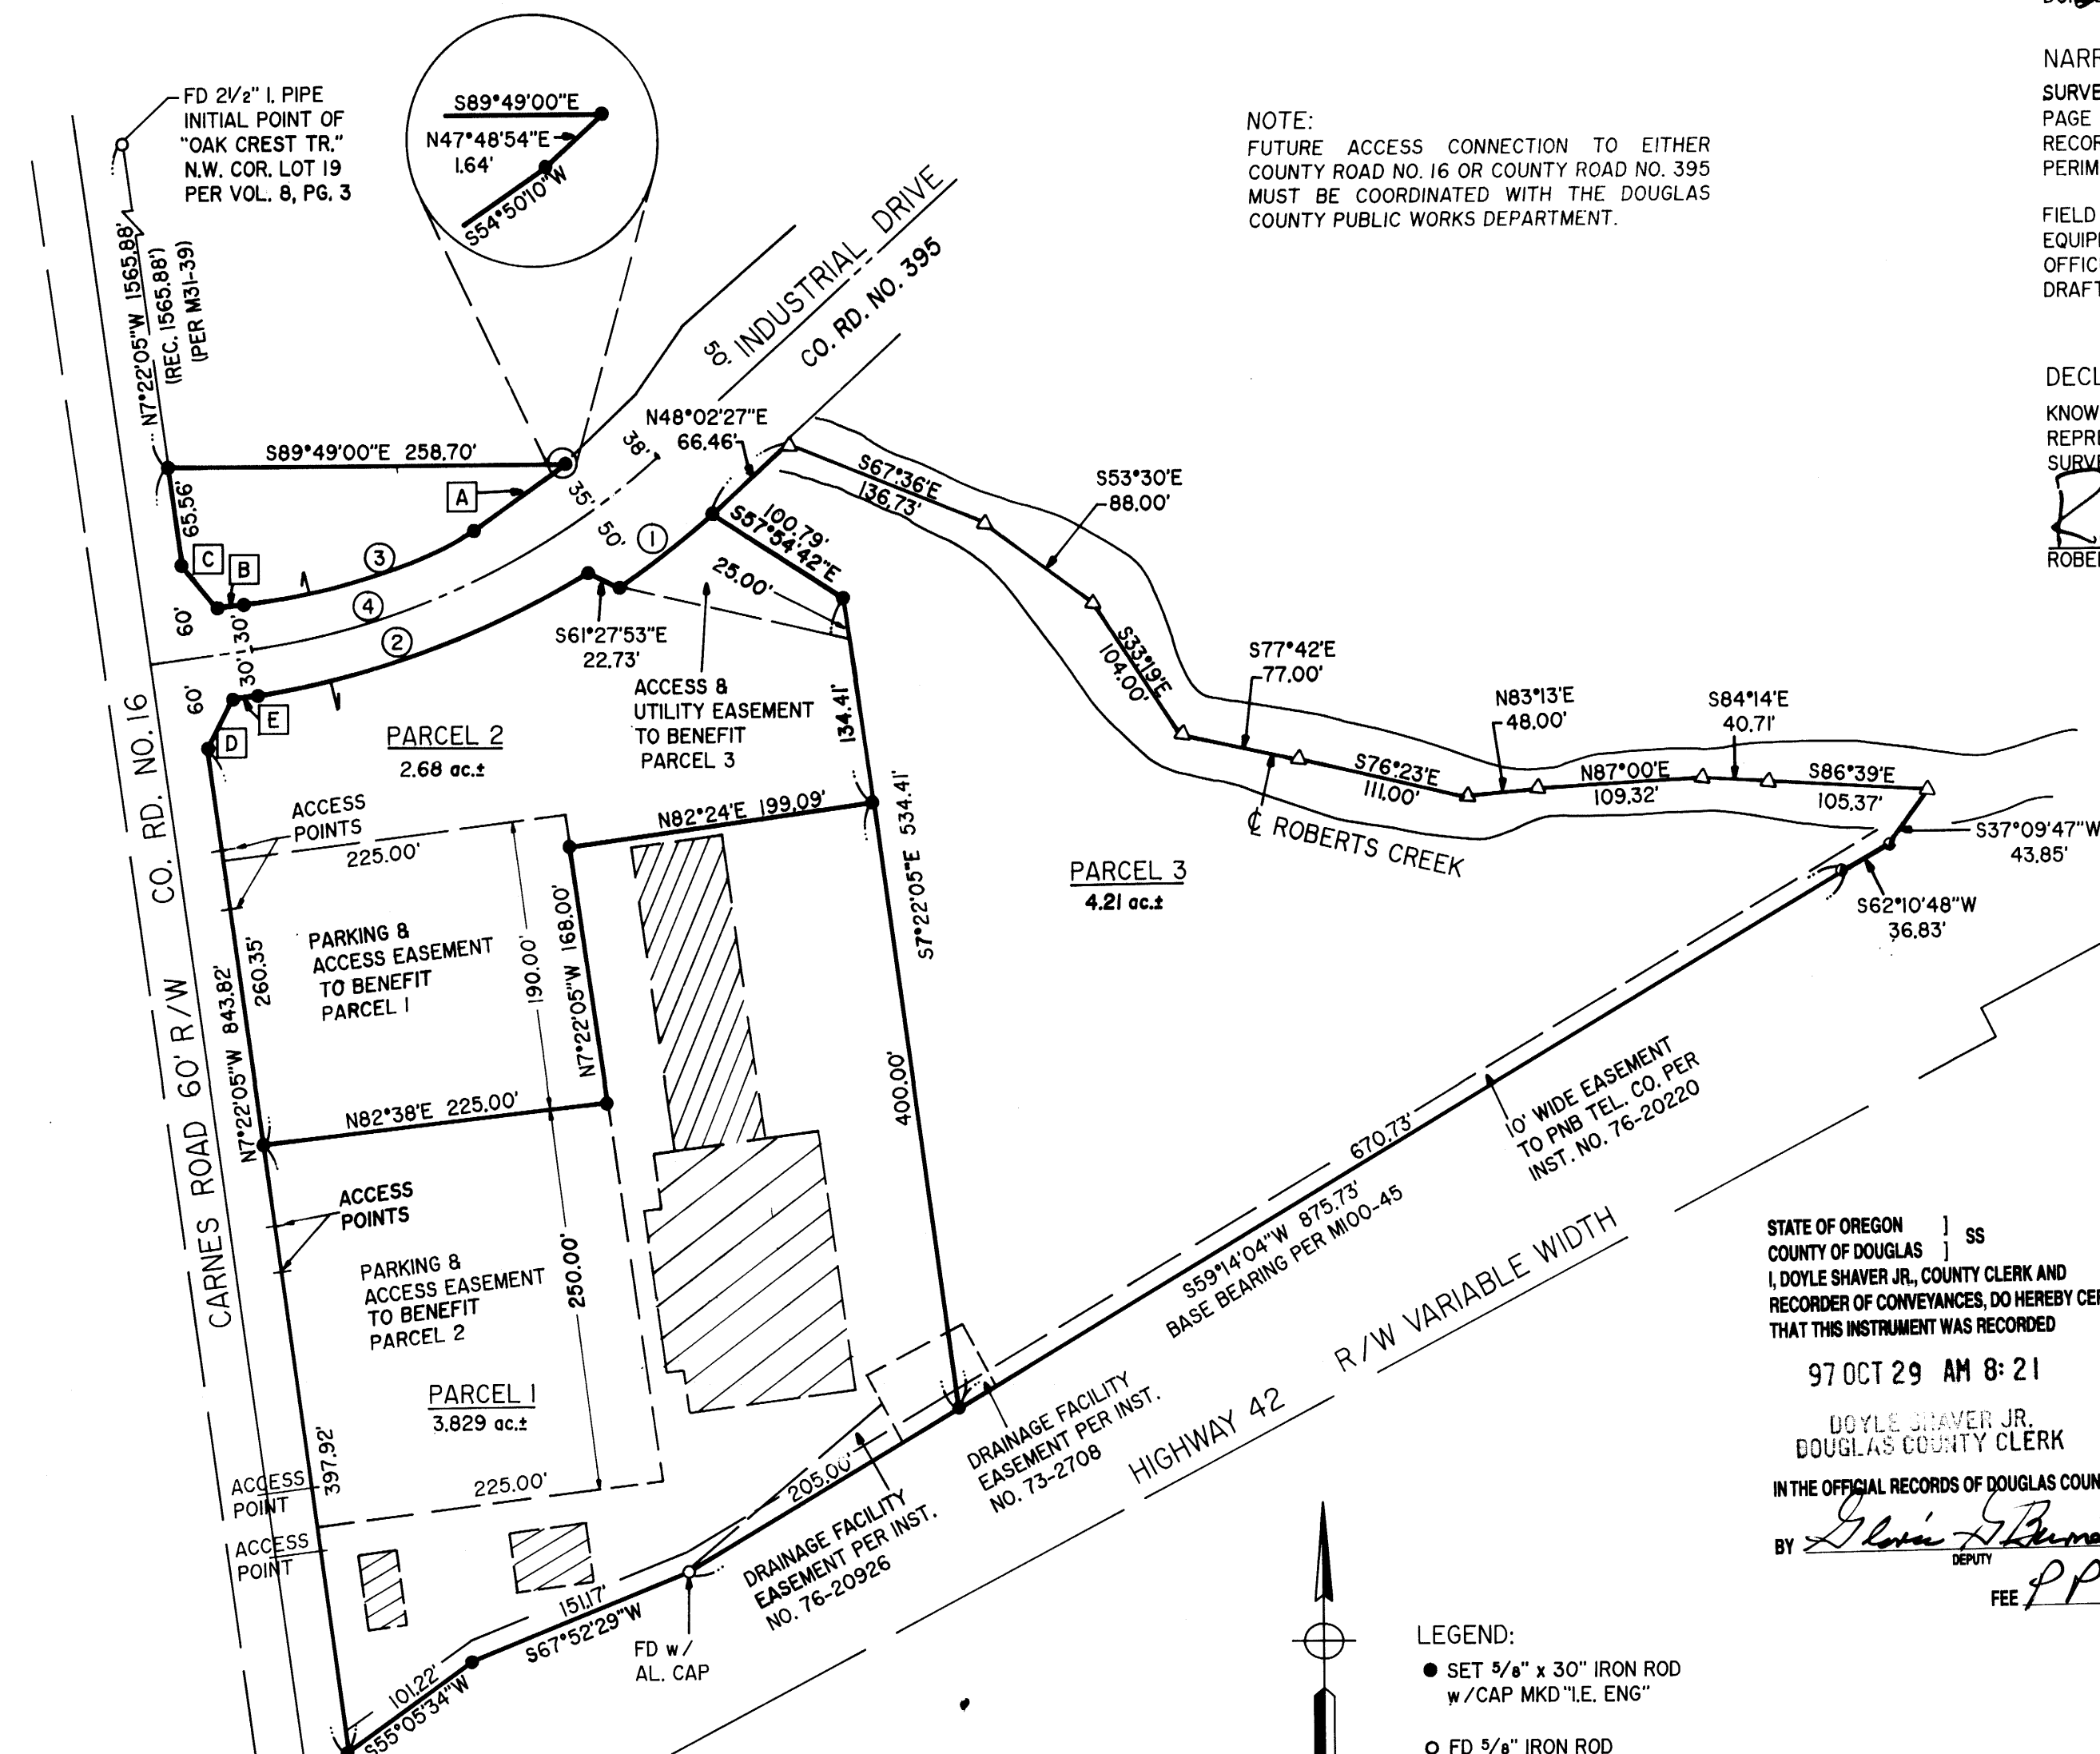 FD 2 1/2" I. PIPE
INITIAL POINT OF
"OAK CREST TR."
N.W. COR. LOT 19
PER VOL. 8, PG. 3
S89°49'00"E
N47°48'54"E
1.64'
S54°50'10"W
NOTE:
FUTURE ACCESS CONNECTION TO EITHER
COUNTY ROAD NO. 16 OR COUNTY ROAD NO. 395
MUST BE COORDINATED WITH THE DOUGLAS
COUNTY PUBLIC WORKS DEPARTMENT.
NARR
SURVE
PAGE
RECOR
PERIM
FIELD
EQUIP
OFFIC
DRAFT
DECL
KNOW
REPR
SURVE
ROBE
N7°22'05"W 1565.88'
(REC. 1565.88')
(PER M31-39)
50' INDUSTRIAL DRIVE
CO. RD. NO. 395
S89°49'00"E 258.70'
A
38'
35'
50'
N48°02'27"E
66.46'
65.56'
C
B
3
4
2
1
60'
30'
30'
60'
E
D
S61°27'53"E
22.73'
100.79'
S57°54'42"E
25.00'
S67°36'E
136.73'
S53°30'E
88.00'
S33°19'E
104.00'
S77°42'E
77.00'
S76°23'E
111.00'
N83°13'E
48.00'
N87°00'E
109.32'
S84°14'E
40.71'
S86°39'E
105.37'
S37°09'47"W
43.85'
S62°10'48"W
36.83'
℄ ROBERTS CREEK
ACCESS &
UTILITY EASEMENT
TO BENEFIT
PARCEL 3
134.41'
PARCEL 2
2.68 ac.±
ACCESS
POINTS
225.00'
N82°24'E 199.09'
S7°22'05"E 534.41'
PARCEL 3
4.21 ac.±
PARKING &
ACCESS EASEMENT
TO BENEFIT
PARCEL 1
190.00'
N7°22'05"W 168.00'
260.35'
N7°22'05"W 843.82'
CARNES ROAD 60' R/W CO. RD. NO. 16
N82°38'E 225.00'
400.00'
ACCESS
POINTS
PARKING &
ACCESS EASEMENT
TO BENEFIT
PARCEL 2
250.00'
PARCEL 1
3.829 ac.±
397.92'
ACCESS
POINT
ACCESS
POINT
225.00'
670.73'
S59°14'04"W 875.73'
BASE BEARING PER M100-45
10' WIDE EASEMENT
TO PNB TEL. CO. PER
INST. NO. 76-20220
HIGHWAY 42 R/W VARIABLE WIDTH
DRAINAGE FACILITY
EASEMENT PER INST.
NO. 73-2708
205.00'
DRAINAGE FACILITY
EASEMENT PER INST.
NO. 76-20926
151.17'
S67°52'29"W
FD w/
AL. CAP
101.22'
S55°05'34"W
STATE OF OREGON ] SS
COUNTY OF DOUGLAS ]
I, DOYLE SHAVER JR., COUNTY CLERK AND
RECORDER OF CONVEYANCES, DO HEREBY CER
THAT THIS INSTRUMENT WAS RECORDED
97 OCT 29 AM 8:21
DOYLE SHAVER JR.
DOUGLAS COUNTY CLERK
IN THE OFFICIAL RECORDS OF DOUGLAS COUN
BY
DEPUTY
FEE
LEGEND:
SET 5/8" x 30" IRON ROD
w/CAP MKD "I.E. ENG"
FD 5/8" IRON ROD